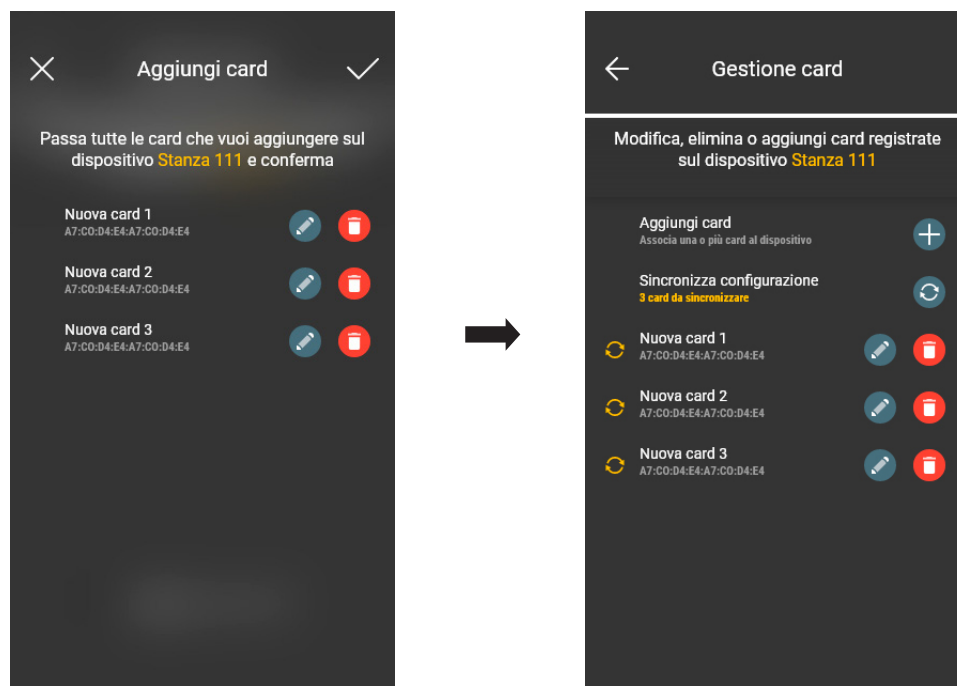 Aggiungi card
Passa tutte le card che vuoi aggiungere sul
dispositivo Stanza 111 e conferma
Nuova card 1
A7:C0:D4:E4:A7:C0:D4:E4
Nuova card 2
A7:C0:D4:E4:A7:C0:D4:E4
Nuova card 3
A7:C0:D4:E4:A7:C0:D4:E4
Gestione card
Modifica, elimina o aggiungi card registrate
sul dispositivo Stanza 111
Aggiungi card
Associa una o più card al dispositivo
Sincronizza configurazione
3 card da sincronizzare
Nuova card 1
A7:C0:D4:E4:A7:C0:D4:E4
Nuova card 2
A7:C0:D4:E4:A7:C0:D4:E4
Nuova card 3
A7:C0:D4:E4:A7:C0:D4:E4